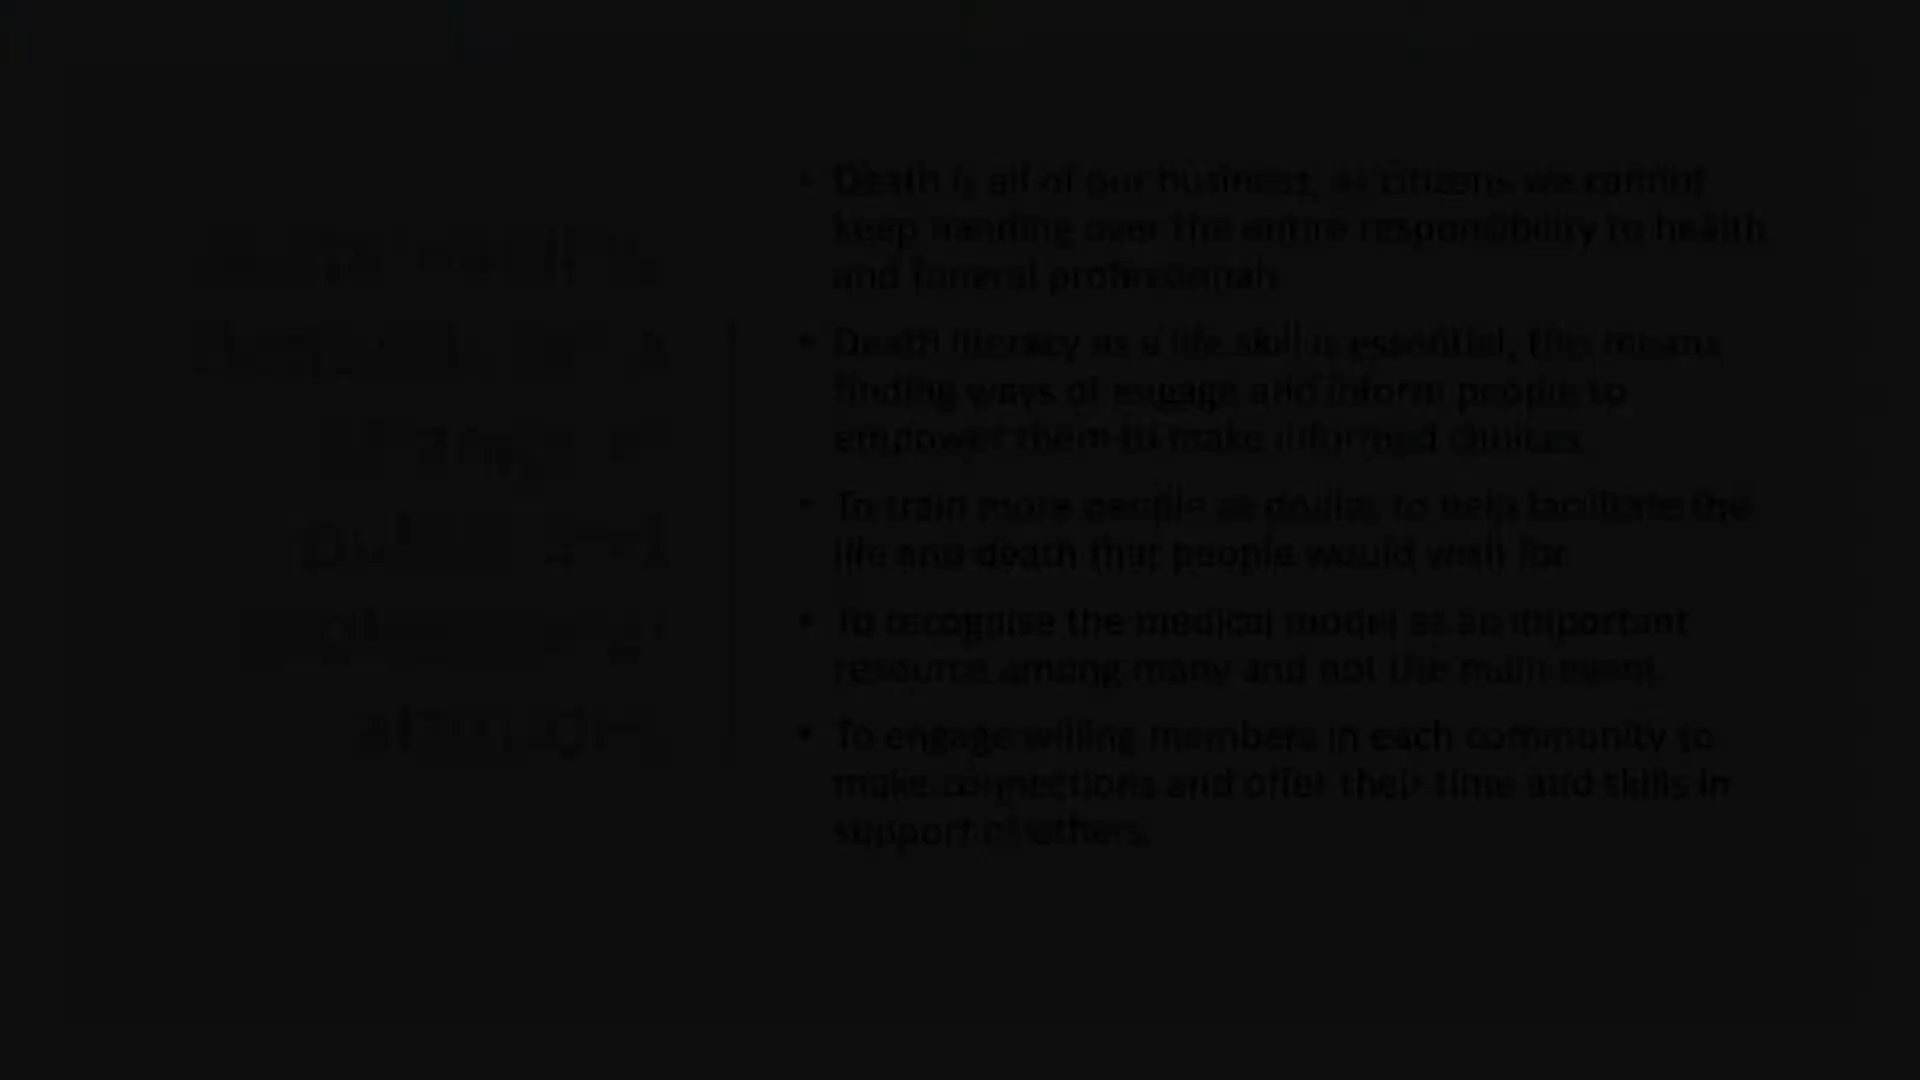 • Death is all of our business, as citizens we cannot
keep handing over the entire responsibility to health
and funeral professionals
• Death literacy as a life skill is essential, this means
finding ways of engage and inform people to
empower them to make informed choices
• To train more people as doulas to help facilitate the
life and death that people would wish for
• To recognise the medical model as an important
resource among many and not the main event
• To engage willing members in each community to
make connections and offer their time and skills in
support of others.